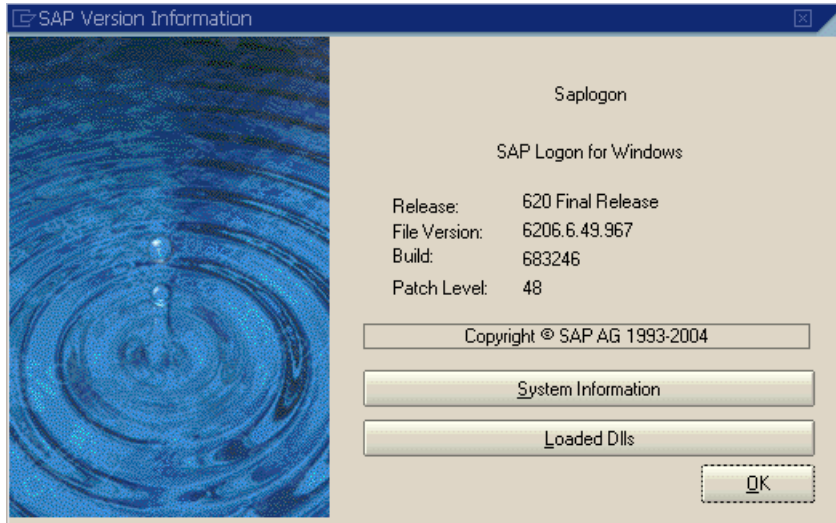 SAP Version Information
Saplogon
SAP Logon for Windows
Release: 620 Final Release
File Version: 6206.6.49.967
Build: 683246
Patch Level: 48
Copyright © SAP AG 1993-2004
System Information
Loaded Dlls
OK